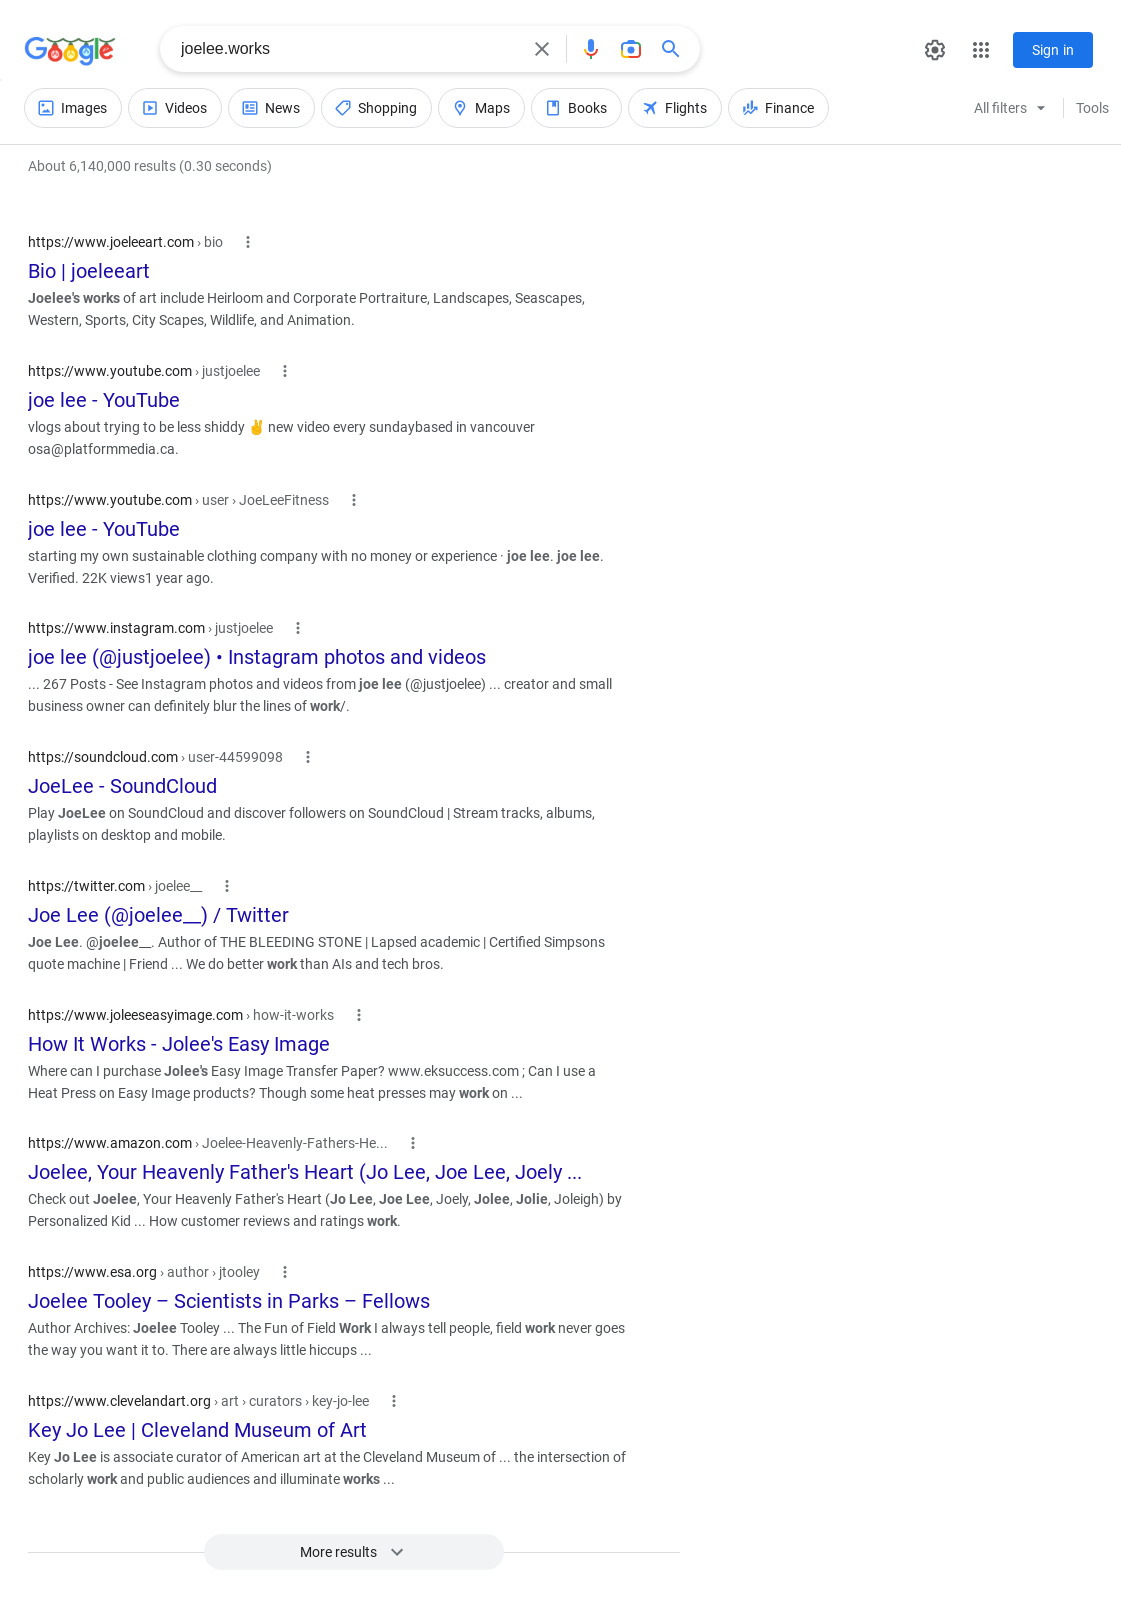 Google
joelee.works
Sign in
Images
Videos
News
Shopping
Maps
Books
Flights
Finance
All filters
Tools
About 6,140,000 results (0.30 seconds)
https://www.joeleeart.com › bio
Bio | joeleeart
Joelee's works of art include Heirloom and Corporate Portraiture, Landscapes, Seascapes,
Western, Sports, City Scapes, Wildlife, and Animation.
https://www.youtube.com › justjoelee
joe lee - YouTube
vlogs about trying to be less shiddy ✌️ new video every sundaybased in vancouver
osa@platformmedia.ca.
https://www.youtube.com › user › JoeLeeFitness
joe lee - YouTube
starting my own sustainable clothing company with no money or experience · joe lee. joe lee.
Verified. 22K views1 year ago.
https://www.instagram.com › justjoelee
joe lee (@justjoelee) • Instagram photos and videos
... 267 Posts - See Instagram photos and videos from joe lee (@justjoelee) ... creator and small
business owner can definitely blur the lines of work/.
https://soundcloud.com › user-44599098
JoeLee - SoundCloud
Play JoeLee on SoundCloud and discover followers on SoundCloud | Stream tracks, albums,
playlists on desktop and mobile.
https://twitter.com › joelee__
Joe Lee (@joelee__) / Twitter
Joe Lee. @joelee__. Author of THE BLEEDING STONE | Lapsed academic | Certified Simpsons
quote machine | Friend ... We do better work than AIs and tech bros.
https://www.joleeseasyimage.com › how-it-works
How It Works - Jolee's Easy Image
Where can I purchase Jolee's Easy Image Transfer Paper? www.eksuccess.com ; Can I use a
Heat Press on Easy Image products? Though some heat presses may work on ...
https://www.amazon.com › Joelee-Heavenly-Fathers-He...
Joelee, Your Heavenly Father's Heart (Jo Lee, Joe Lee, Joely ...
Check out Joelee, Your Heavenly Father's Heart (Jo Lee, Joe Lee, Joely, Jolee, Jolie, Joleigh) by
Personalized Kid ... How customer reviews and ratings work.
https://www.esa.org › author › jtooley
Joelee Tooley – Scientists in Parks – Fellows
Author Archives: Joelee Tooley ... The Fun of Field Work I always tell people, field work never goes
the way you want it to. There are always little hiccups ...
https://www.clevelandart.org › art › curators › key-jo-lee
Key Jo Lee | Cleveland Museum of Art
Key Jo Lee is associate curator of American art at the Cleveland Museum of ... the intersection of
scholarly work and public audiences and illuminate works ...
More results